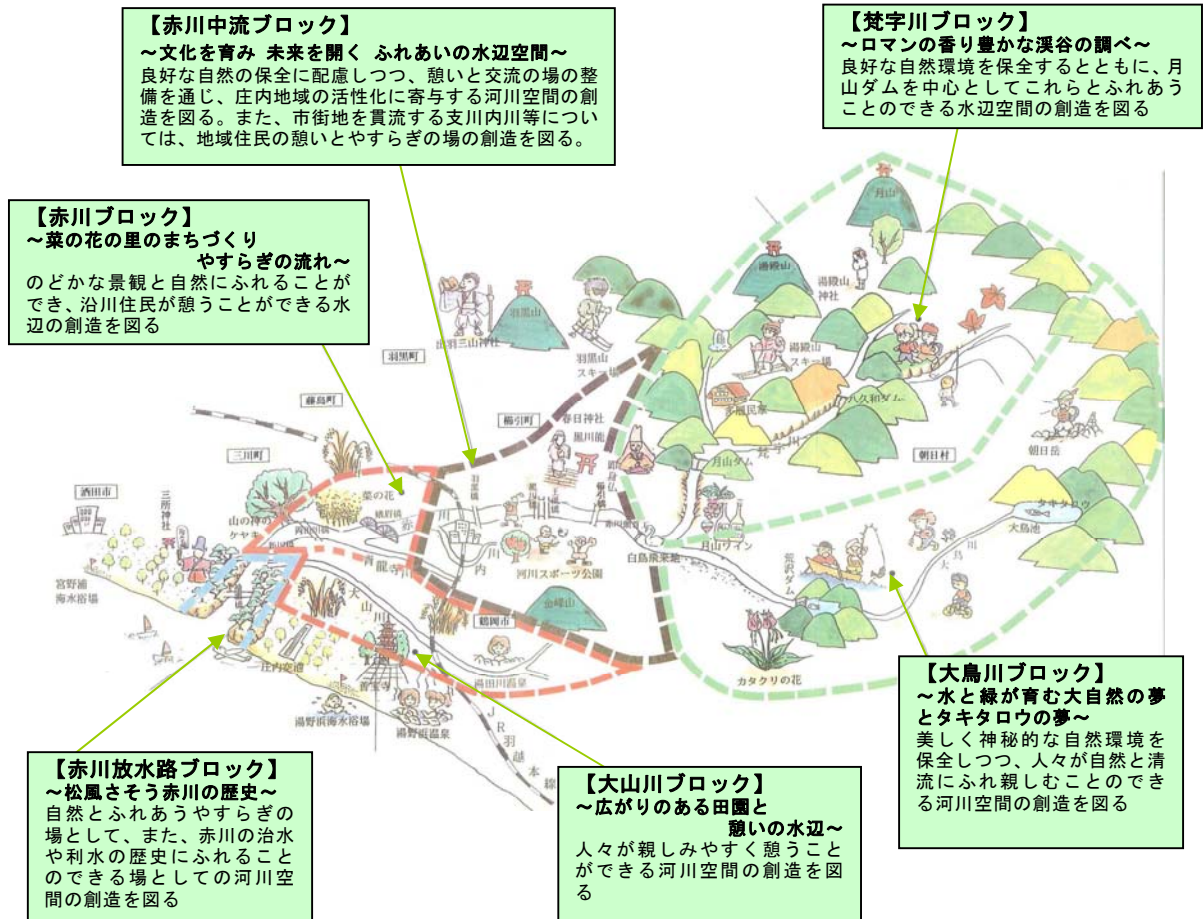 【赤川中流ブロック】
~文化を育み 未来を開く ふれあいの水辺空間~
良好な自然の保全に配慮しつつ、憩いと交流の場の整
備を通じ、庄内地域の活性化に寄与する河川空間の創
造を図る。また、市街地を貫流する支川内川等につい
ては、地域住民の憩いとやすらぎの場の創造を図る。
【梵字川ブロック】
~ロマンの香り豊かな渓谷の調べ~
良好な自然環境を保全するとともに、月
山ダムを中心としてこれらとふれあう
ことのできる水辺空間の創造を図る
【赤川ブロック】
~菜の花の里のまちづくり
やすらぎの流れ~
のどかな景観と自然にふれることが
でき、沿川住民が憩うことができる水
辺の創造を図る
月山
湯殿山
湯殿山
神社
羽黒山
出羽三山神社
羽黒山
スキー場
湯殿山
スキー場
羽黒町
藤島町
櫛引町
春日神社
黒川能
多層民家
八久和ダム
梵字川
月山ダム
朝日村
朝日岳
三川町
酒田市
三所神社
山の神の
ケヤキ
菜の花
赤川
羽黒橋
櫛引橋
内川
青龍寺川
河川スポーツ公園
白鳥飛来地
月山ワイン
タキタロウ
大鳥池
大鳥川
荒沢ダム
宮野浦
海水浴場
大山川
鶴岡市
金峰山
庄内空港
善宝寺
湯田川温泉
湯野浜海水浴場
湯野浜温泉
JR羽越本線
カタクリの花
【赤川放水路ブロック】
~松風さそう赤川の歴史~
自然とふれあうやすらぎの
場として、また、赤川の治水
や利水の歴史にふれること
のできる場としての河川空
間の創造を図る
【大山川ブロック】
~広がりのある田園と
憩いの水辺~
人々が親しみやすく憩うこと
ができる河川空間の創造を図
る
【大鳥川ブロック】
~水と緑が育む大自然の夢
とタキタロウの夢~
美しく神秘的な自然環境を
保全しつつ、人々が自然と清
流にふれ親しむことのでき
る河川空間の創造を図る